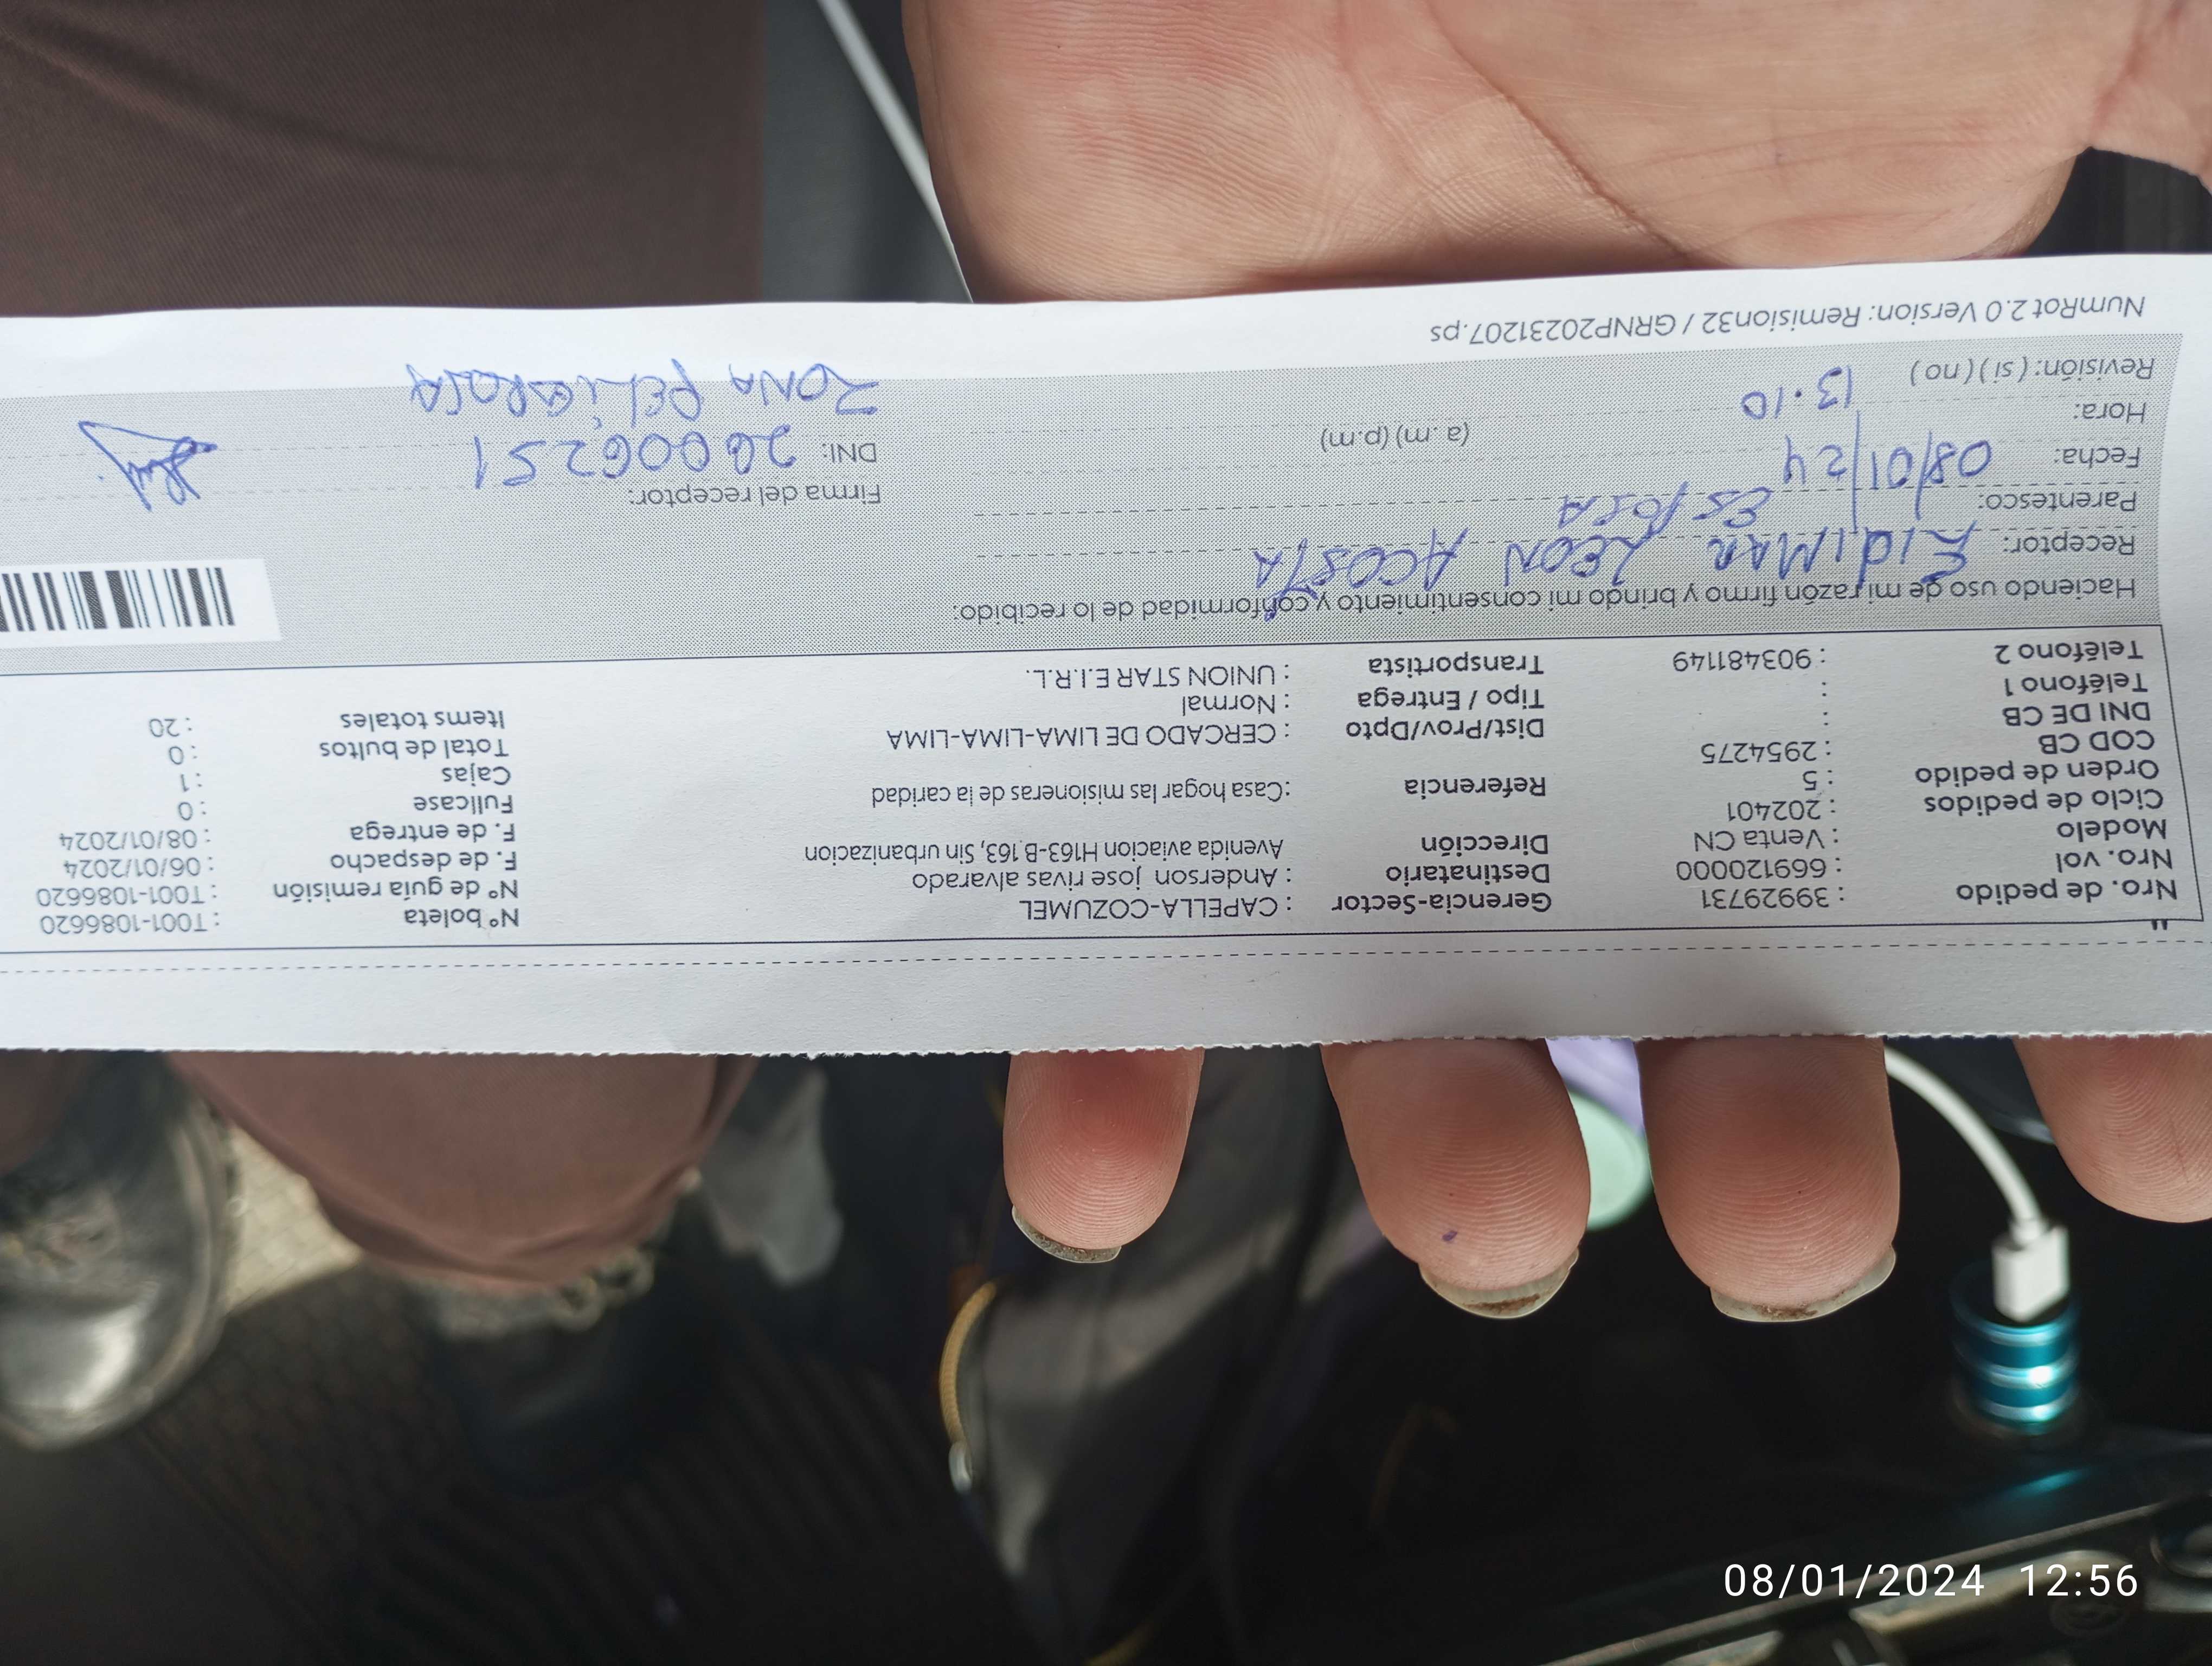 "
Nro. de pedido : 39929731 Gerencia-Sector : CAPELLA-COZUMEL Nº boleta : T001-1086620
Nro. vol : 669120000 Destinatario : Anderson jose rivas alvarado Nº de guía remisión : T001-1086620
Modelo : Venta CN Dirección Avenida aviacion H163-B 163, Sin urbanizacion F. de despacho : 06/01/2024
Ciclo de pedidos : 202401 F. de entrega : 08/01/2024
Orden de pedido : 5 Referencia :Casa hogar las misioneras de la caridad Fullcase : 0
COD CB : 2954275 Cajas : 1
DNI DE CB : Dist/Prov/Dpto : CERCADO DE LIMA-LIMA-LIMA Total de bultos : 0
Teléfono 1 : Tipo / Entrega : Normal Items totales : 20
Teléfono 2 : 903481149 Transportista : UNION STAR E.I.R.L.
Haciendo uso de mi razón firmo y brindo mi consentimiento y conformidad de lo recibido:
Receptor: LEON ACOSTA
Parentesco: ESPOSA Firma del receptor:
Fecha: 08/01/24 DNI:
Hora: 13.10 (a. m) (p.m) ZONA PELIGROSA
Revisión: ( si ) ( no )
NumRot 2.0 Version: Remision32 / GRNP20231207.ps
08/01/2024 12:56